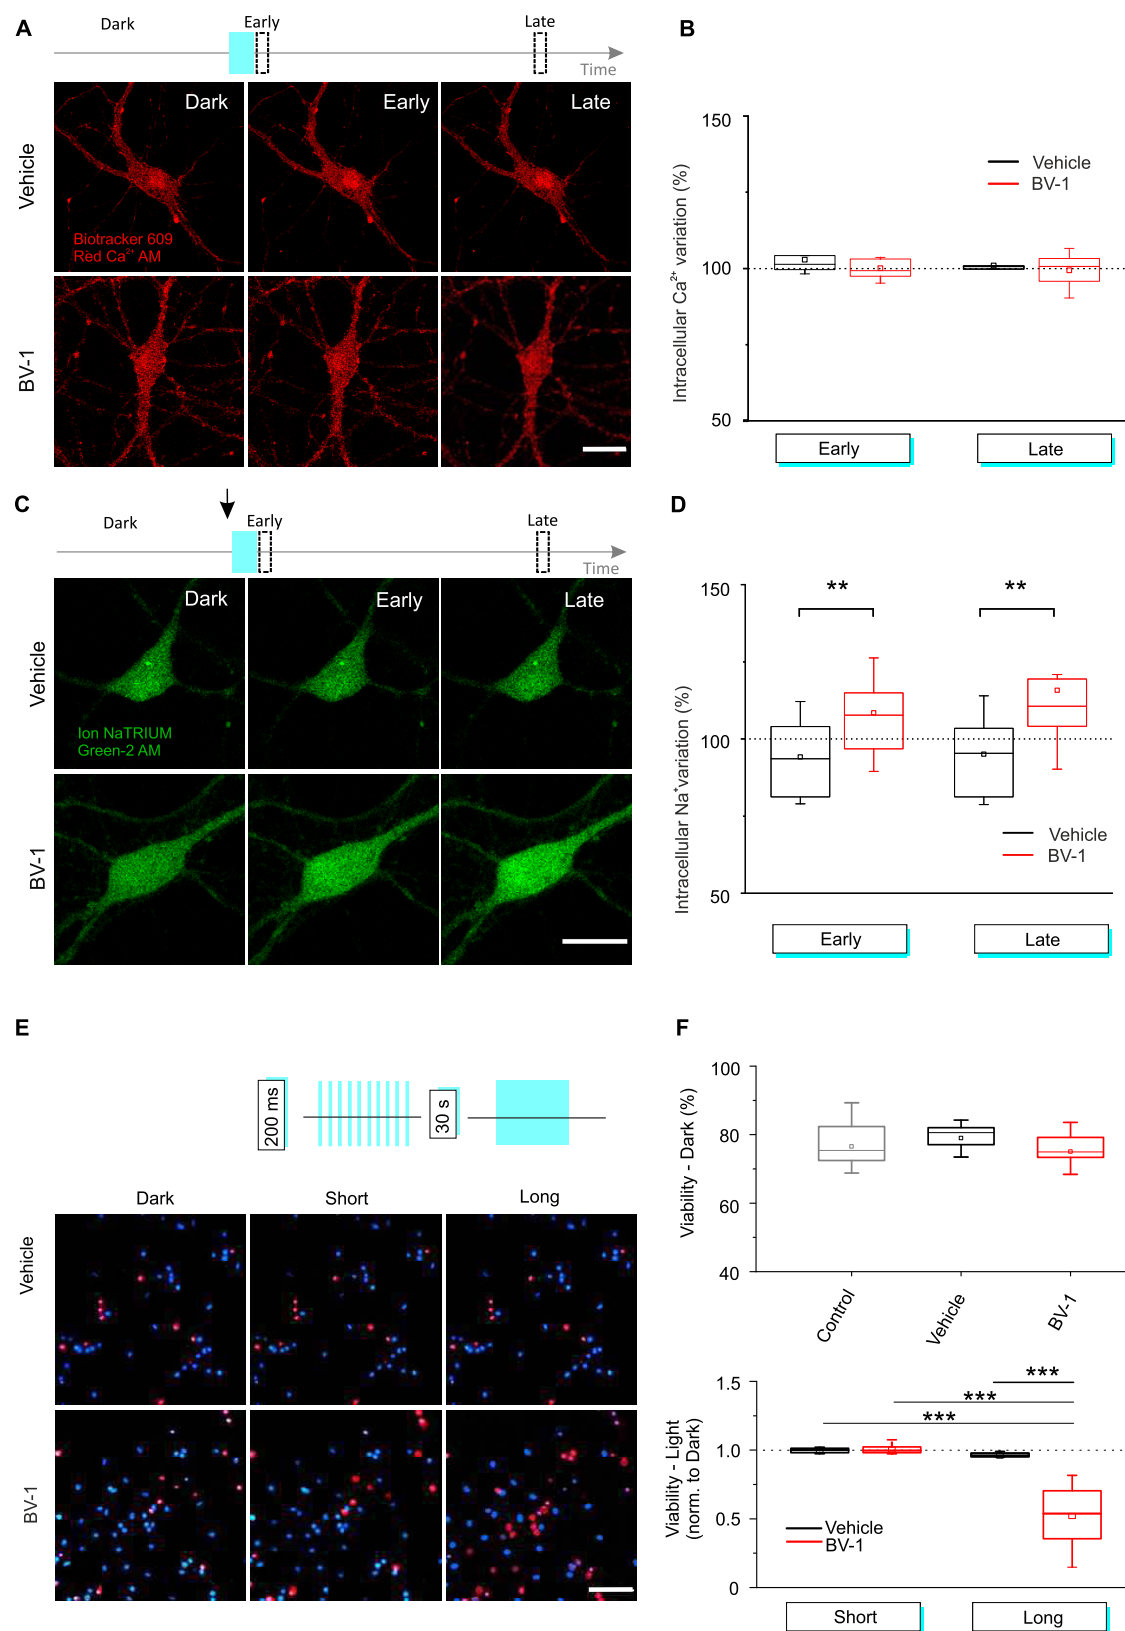 A
Dark
Early
Late
Time
Dark
Early
Late
Vehicle
Biotracker 609
Red Ca²⁺ AM
BV-1
B
150
100
50
Intracellular Ca²⁺ variation (%)
Vehicle
BV-1
Early
Late
C
Dark
Early
Late
Time
Dark
Early
Late
Vehicle
Ion NaTRIUM
Green-2 AM
BV-1
D
150
100
50
Intracellular Na⁺variation (%)
**
**
Vehicle
BV-1
Early
Late
E
200 ms
30 s
Dark
Short
Long
Vehicle
BV-1
F
100
80
60
40
Viability - Dark (%)
Control
Vehicle
BV-1
1.5
1.0
0.5
0
Viability - Light
(norm. to Dark)
***
***
***
Vehicle
BV-1
Short
Long